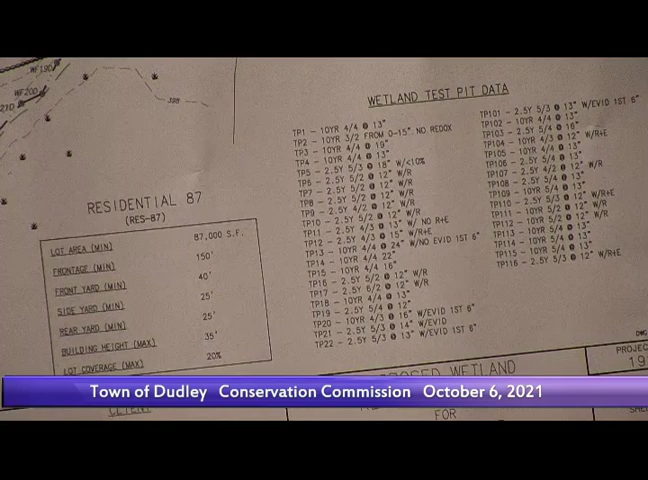 WF19D
WF20D
21D
398
RESIDENTIAL 87
(RES-87)
LOT AREA (MIN) 87,000 S.F.
FRONTAGE (MIN) 150'
FRONT YARD (MIN) 40'
SIDE YARD (MIN) 25'
REAR YARD (MIN) 25'
BUILDING HEIGHT (MAX) 35'
LOT COVERAGE (MAX) 20%
WETLAND TEST PIT DATA
TP1 - 10YR 4/4 @ 13"
TP2 - 10YR 3/2 FROM 0-15" NO REDOX
TP3 - 10YR 4/4 @ 19"
TP4 - 10YR 4/4 @ 13"
TP5 - 2.5Y 5/3 @ 18" W/<10%
TP6 - 2.5Y 5/2 @ 12" W/R
TP7 - 2.5Y 5/2 @ 12" W/R
TP8 - 2.5Y 5/2 @ 12" W/R
TP9 - 2.5Y 4/2 @ 12" W/R
TP10 - 2.5Y 5/2 @ 12" W/R
TP11 - 2.5Y 4/3 @ 13" W/ NO R+E
TP12 - 2.5Y 4/3 @ 15" W/R+E
TP13 - 10YR 4/4 @ 24" W/NO EVID 1ST 6"
TP14 - 10YR 4/4 22"
TP15 - 10YR 4/4 16"
TP16 - 2.5Y 5/2 @ 12" W/R
TP17 - 2.5Y 6/2 @ 12" W/R
TP18 - 10YR 4/4 @ 13"
TP19 - 2.5Y 5/4 @ 12"
TP20 - 10YR 4/3 @ 16" W/EVID 1ST 6"
TP21 - 2.5Y 5/3 @ 14" W/EVID
TP22 - 2.5Y 5/3 @ 13" W/EVID 1ST 6"
TP101 - 2.5Y 5/3 @ 13" W/EVID 1ST 6"
TP102 - 10YR 4/4 @ 13"
TP103 - 2.5Y 5/4 @ 16"
TP104 - 10YR 4/3 @ 12" W/R+E
TP105 - 10YR 4/4 @ 13"
TP106 - 2.5Y 5/4 @ 13"
TP107 - 2.5Y 4/2 @ 12" W/R
TP108 - 2.5Y 5/4 @ 13"
TP109 - 10YR 5/4 @ 13"
TP110 - 2.5Y 5/3 @ 12" W/R+E
TP111 - 10YR 5/2 @ 12" W/R
TP112 - 10YR 5/2 @ 12" W/R
TP113 - 10YR 5/4 @ 13"
TP114 - 10YR 5/4 @ 13"
TP115 - 10YR 5/4 @ 13"
TP116 - 2.5Y 5/3 @ 12" W/R+E
DWG
PROJEC
19
WETLAND
Town of Dudley Conservation Commission October 6, 2021
FOR